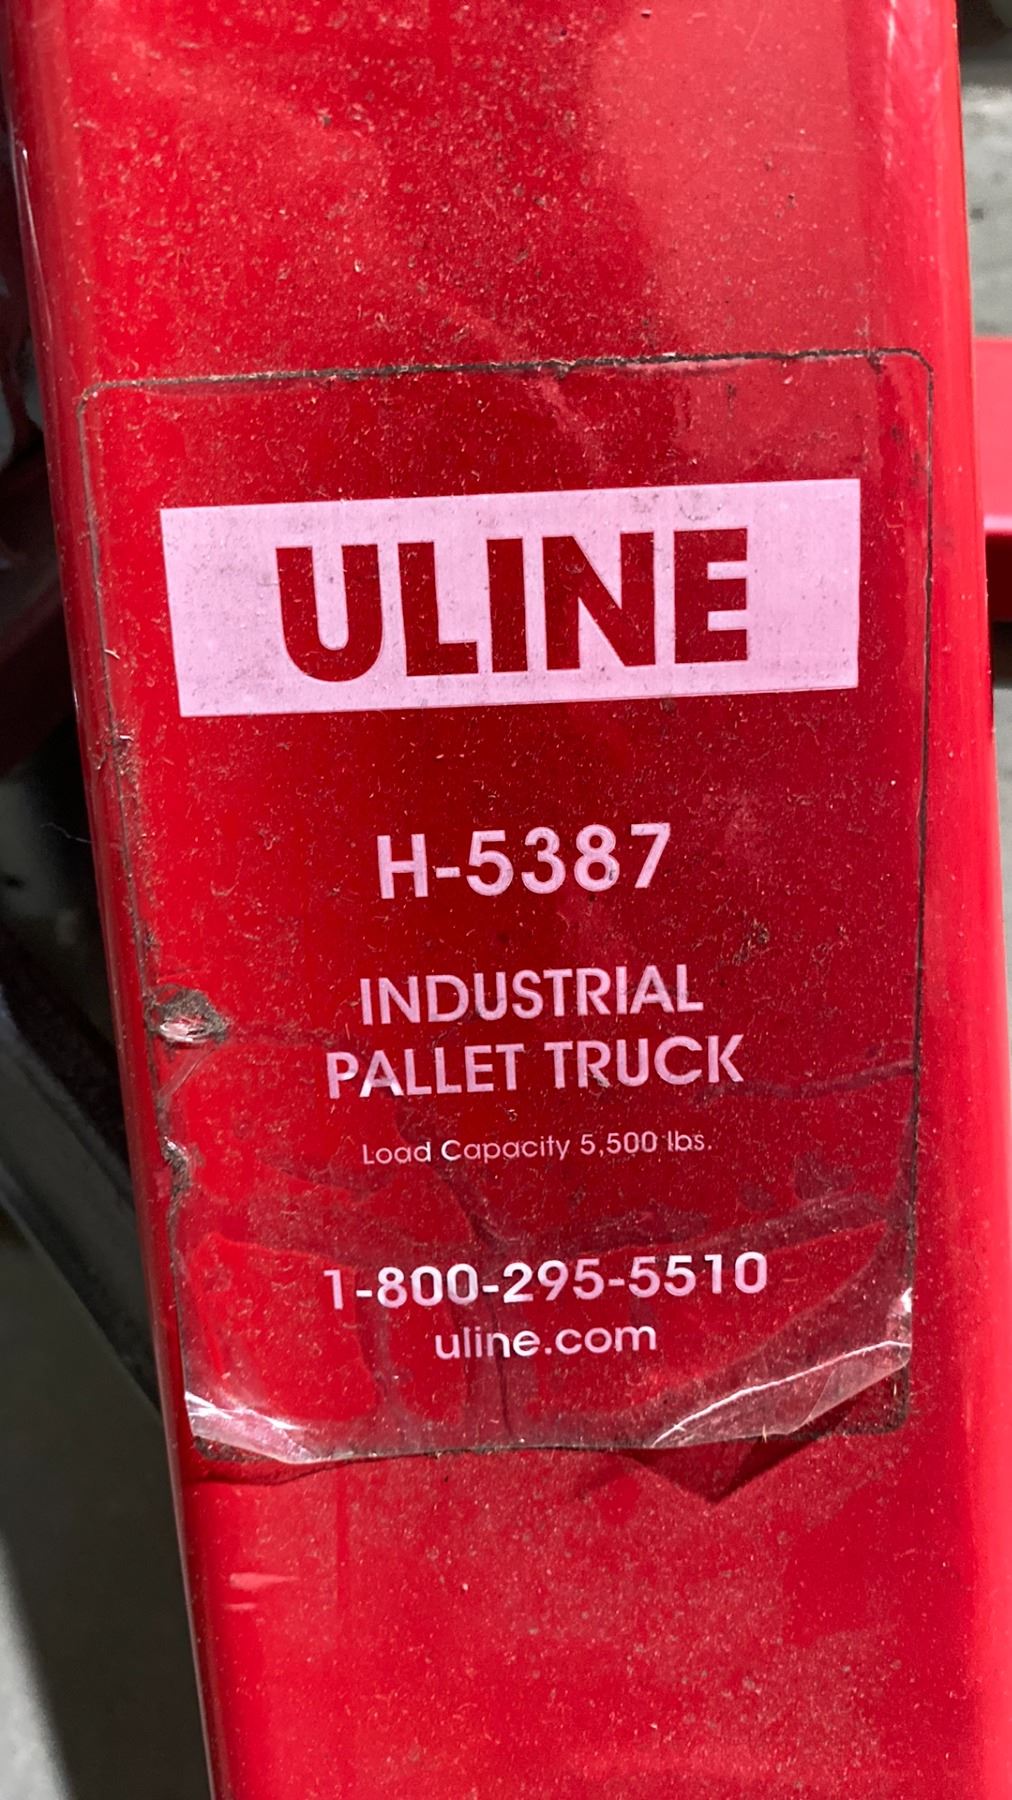 ULINE
H-5387
INDUSTRIAL
PALLET TRUCK
Load Capacity 5,500 lbs.
1-800-295-5510
uline.com